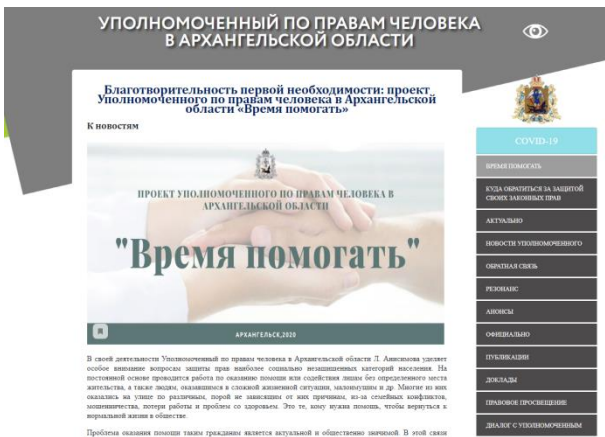 УПОЛНОМОЧЕННЫЙ ПО ПРАВАМ ЧЕЛОВЕКА
В АРХАНГЕЛЬСКОЙ ОБЛАСТИ
Благотворительность первой необходимости: проект
Уполномоченного по правам человека в Архангельской
области «Время помогать»
К новостям
ПРОЕКТ УПОЛНОМОЧЕННОГО ПО ПРАВАМ ЧЕЛОВЕКА В
АРХАНГЕЛЬСКОЙ ОБЛАСТИ
"Время помогать"
АРХАНГЕЛЬСК,2020
В своей деятельности Уполномоченный по правам человека в Архангельской области Л. Анисимова уделяет
особое внимание вопросам защиты прав наиболее социально незащищенных категорий населения. На
постоянной основе проводится работа по оказанию помощи или содействия лицам без определенного места
жительства, а также людям, оказавшимся в сложной жизненной ситуации, малоимущим и др. Многие из них
оказались на улице по различным, порой не зависящим от них причинам, из-за семейных конфликтов,
мошенничества, потери работы и проблем со здоровьем. Это те, кому нужна помощь, чтобы вернуться к
нормальной жизни в обществе.
Проблема оказания помощи таким гражданам является актуальной и общественно значимой. В этой связи
COVID-19
ВРЕМЯ ПОМОГАТЬ
КУДА ОБРАТИТЬСЯ ЗА ЗАЩИТОЙ
СВОИХ ЗАКОННЫХ ПРАВ
АКТУАЛЬНО
НОВОСТИ УПОЛНОМОЧЕННОГО
ОБРАТНАЯ СВЯЗЬ
РЕЗОНАНС
АНОНСЫ
ОФИЦИАЛЬНО
ПУБЛИКАЦИИ
ДОКЛАДЫ
ПРАВОВОЕ ПРОСВЕЩЕНИЕ
ДИАЛОГ С УПОЛНОМОЧЕННЫМ